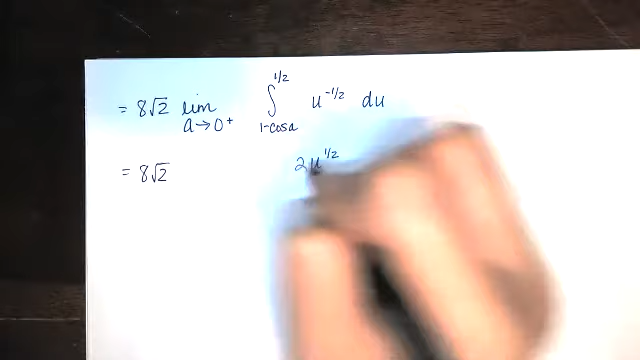 = 8√2 lim a→0⁺ ∫ 1-cosa 1/2 u^-1/2 du
= 8√2 2u^1/2